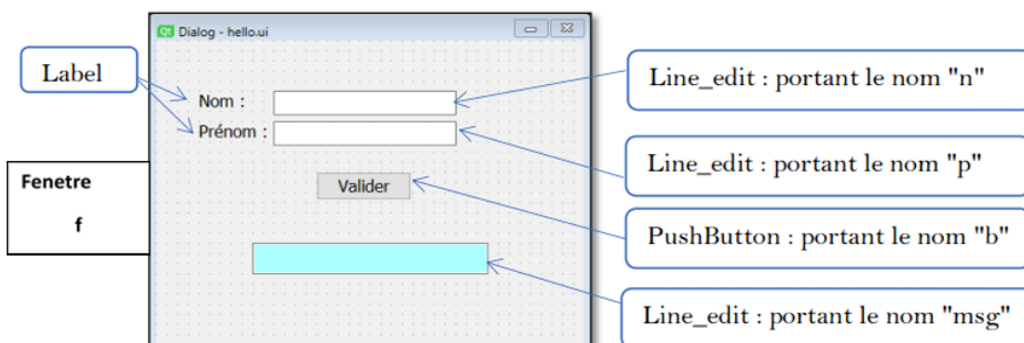 Dialog - hello.ui
Label
Nom :
Prénom :
Valider
Fenetre
f
Line_edit : portant le nom "n"
Line_edit : portant le nom "p"
PushButton : portant le nom "b"
Line_edit : portant le nom "msg"